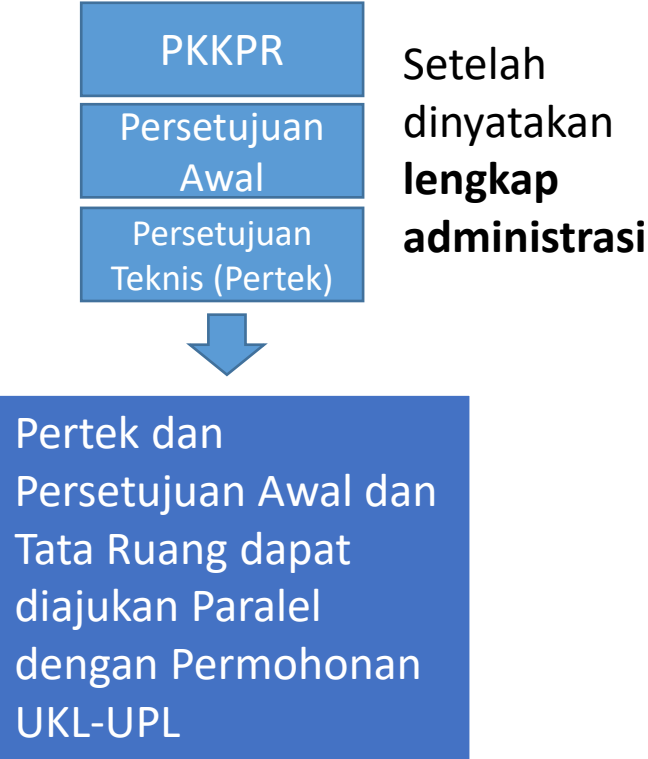 PKKPR
Persetujuan
Awal
Persetujuan
Teknis (Pertek)
Setelah
dinyatakan
lengkap
administrasi
Pertek dan
Persetujuan Awal dan
Tata Ruang dapat
diajukan Paralel
dengan Permohonan
UKL-UPL